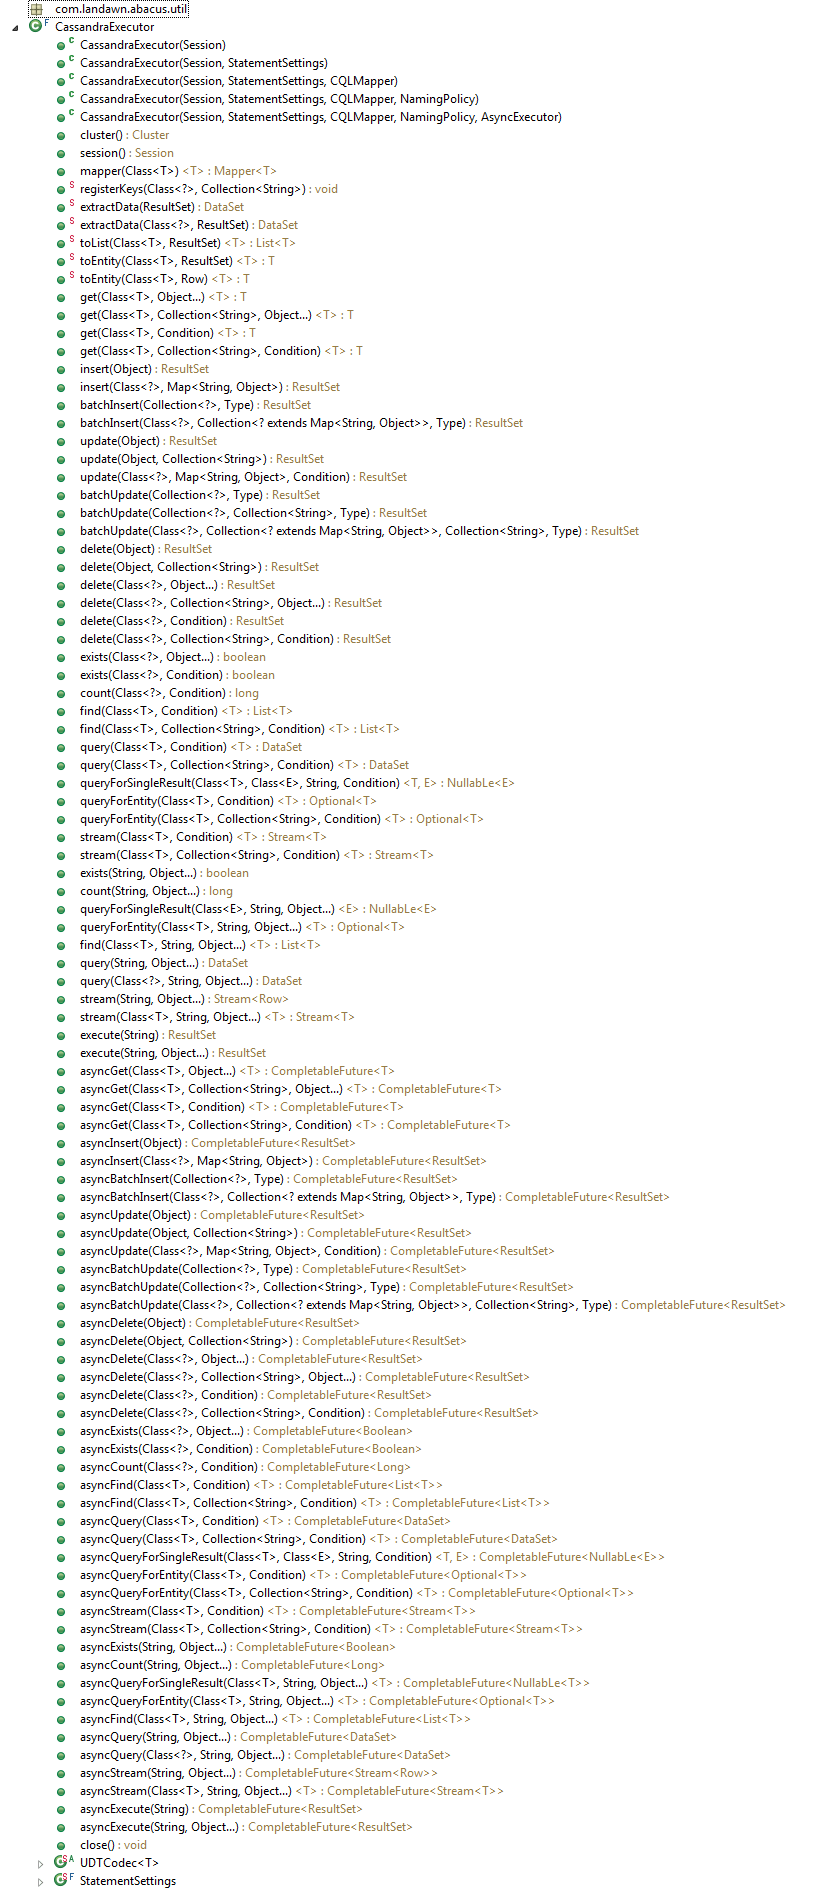 com.landawn.abacus.util
CassandraExecutor
CassandraExecutor(Session)
CassandraExecutor(Session, StatementSettings)
CassandraExecutor(Session, StatementSettings, CQLMapper)
CassandraExecutor(Session, StatementSettings, CQLMapper, NamingPolicy)
CassandraExecutor(Session, StatementSettings, CQLMapper, NamingPolicy, AsyncExecutor)
cluster() : Cluster
session() : Session
mapper(Class<T>) <T> : Mapper<T>
registerKeys(Class<?>, Collection<String>) : void
extractData(ResultSet) : DataSet
extractData(Class<?>, ResultSet) : DataSet
toList(Class<T>, ResultSet) <T> : List<T>
toEntity(Class<T>, ResultSet) <T> : T
toEntity(Class<T>, Row) <T> : T
get(Class<T>, Object...) <T> : T
get(Class<T>, Collection<String>, Object...) <T> : T
get(Class<T>, Condition) <T> : T
get(Class<T>, Collection<String>, Condition) <T> : T
insert(Object) : ResultSet
insert(Class<?>, Map<String, Object>) : ResultSet
batchInsert(Collection<?>, Type) : ResultSet
batchInsert(Class<?>, Collection<? extends Map<String, Object>>, Type) : ResultSet
update(Object) : ResultSet
update(Object, Collection<String>) : ResultSet
update(Class<?>, Map<String, Object>, Condition) : ResultSet
batchUpdate(Collection<?>, Type) : ResultSet
batchUpdate(Collection<?>, Collection<String>, Type) : ResultSet
batchUpdate(Class<?>, Collection<? extends Map<String, Object>>, Collection<String>, Type) : ResultSet
delete(Object) : ResultSet
delete(Object, Collection<String>) : ResultSet
delete(Class<?>, Object...) : ResultSet
delete(Class<?>, Collection<String>, Object...) : ResultSet
delete(Class<?>, Condition) : ResultSet
delete(Class<?>, Collection<String>, Condition) : ResultSet
exists(Class<?>, Object...) : boolean
exists(Class<?>, Condition) : boolean
count(Class<?>, Condition) : long
find(Class<T>, Condition) <T> : List<T>
find(Class<T>, Collection<String>, Condition) <T> : List<T>
query(Class<T>, Condition) <T> : DataSet
query(Class<T>, Collection<String>, Condition) <T> : DataSet
queryForSingleResult(Class<T>, Class<E>, String, Condition) <T, E> : NullabLe<E>
queryForEntity(Class<T>, Condition) <T> : Optional<T>
queryForEntity(Class<T>, Collection<String>, Condition) <T> : Optional<T>
stream(Class<T>, Condition) <T> : Stream<T>
stream(Class<T>, Collection<String>, Condition) <T> : Stream<T>
exists(String, Object...) : boolean
count(String, Object...) : long
queryForSingleResult(Class<E>, String, Object...) <E> : NullabLe<E>
queryForEntity(Class<T>, String, Object...) <T> : Optional<T>
find(Class<T>, String, Object...) <T> : List<T>
query(String, Object...) : DataSet
query(Class<?>, String, Object...) : DataSet
stream(String, Object...) : Stream<Row>
stream(Class<T>, String, Object...) <T> : Stream<T>
execute(String) : ResultSet
execute(String, Object...) : ResultSet
asyncGet(Class<T>, Object...) <T> : CompletableFuture<T>
asyncGet(Class<T>, Collection<String>, Object...) <T> : CompletableFuture<T>
asyncGet(Class<T>, Condition) <T> : CompletableFuture<T>
asyncGet(Class<T>, Collection<String>, Condition) <T> : CompletableFuture<T>
asyncInsert(Object) : CompletableFuture<ResultSet>
asyncInsert(Class<?>, Map<String, Object>) : CompletableFuture<ResultSet>
asyncBatchInsert(Collection<?>, Type) : CompletableFuture<ResultSet>
asyncBatchInsert(Class<?>, Collection<? extends Map<String, Object>>, Type) : CompletableFuture<ResultSet>
asyncUpdate(Object) : CompletableFuture<ResultSet>
asyncUpdate(Object, Collection<String>) : CompletableFuture<ResultSet>
asyncUpdate(Class<?>, Map<String, Object>, Condition) : CompletableFuture<ResultSet>
asyncBatchUpdate(Collection<?>, Type) : CompletableFuture<ResultSet>
asyncBatchUpdate(Collection<?>, Collection<String>, Type) : CompletableFuture<ResultSet>
asyncBatchUpdate(Class<?>, Collection<? extends Map<String, Object>>, Collection<String>, Type) : CompletableFuture<ResultSet>
asyncDelete(Object) : CompletableFuture<ResultSet>
asyncDelete(Object, Collection<String>) : CompletableFuture<ResultSet>
asyncDelete(Class<?>, Object...) : CompletableFuture<ResultSet>
asyncDelete(Class<?>, Collection<String>, Object...) : CompletableFuture<ResultSet>
asyncDelete(Class<?>, Condition) : CompletableFuture<ResultSet>
asyncDelete(Class<?>, Collection<String>, Condition) : CompletableFuture<ResultSet>
asyncExists(Class<?>, Object...) : CompletableFuture<Boolean>
asyncExists(Class<?>, Condition) : CompletableFuture<Boolean>
asyncCount(Class<?>, Condition) : CompletableFuture<Long>
asyncFind(Class<T>, Condition) <T> : CompletableFuture<List<T>>
asyncFind(Class<T>, Collection<String>, Condition) <T> : CompletableFuture<List<T>>
asyncQuery(Class<T>, Condition) <T> : CompletableFuture<DataSet>
asyncQuery(Class<T>, Collection<String>, Condition) <T> : CompletableFuture<DataSet>
asyncQueryForSingleResult(Class<T>, Class<E>, String, Condition) <T, E> : CompletableFuture<NullabLe<E>>
asyncQueryForEntity(Class<T>, Condition) <T> : CompletableFuture<Optional<T>>
asyncQueryForEntity(Class<T>, Collection<String>, Condition) <T> : CompletableFuture<Optional<T>>
asyncStream(Class<T>, Condition) <T> : CompletableFuture<Stream<T>>
asyncStream(Class<T>, Collection<String>, Condition) <T> : CompletableFuture<Stream<T>>
asyncExists(String, Object...) : CompletableFuture<Boolean>
asyncCount(String, Object...) : CompletableFuture<Long>
asyncQueryForSingleResult(Class<T>, String, Object...) <T> : CompletableFuture<NullabLe<T>>
asyncQueryForEntity(Class<T>, String, Object...) <T> : CompletableFuture<Optional<T>>
asyncFind(Class<T>, String, Object...) <T> : CompletableFuture<List<T>>
asyncQuery(String, Object...) : CompletableFuture<DataSet>
asyncQuery(Class<?>, String, Object...) : CompletableFuture<DataSet>
asyncStream(String, Object...) : CompletableFuture<Stream<Row>>
asyncStream(Class<T>, String, Object...) <T> : CompletableFuture<Stream<T>>
asyncExecute(String) : CompletableFuture<ResultSet>
asyncExecute(String, Object...) : CompletableFuture<ResultSet>
close() : void
UDTCodec<T>
StatementSettings